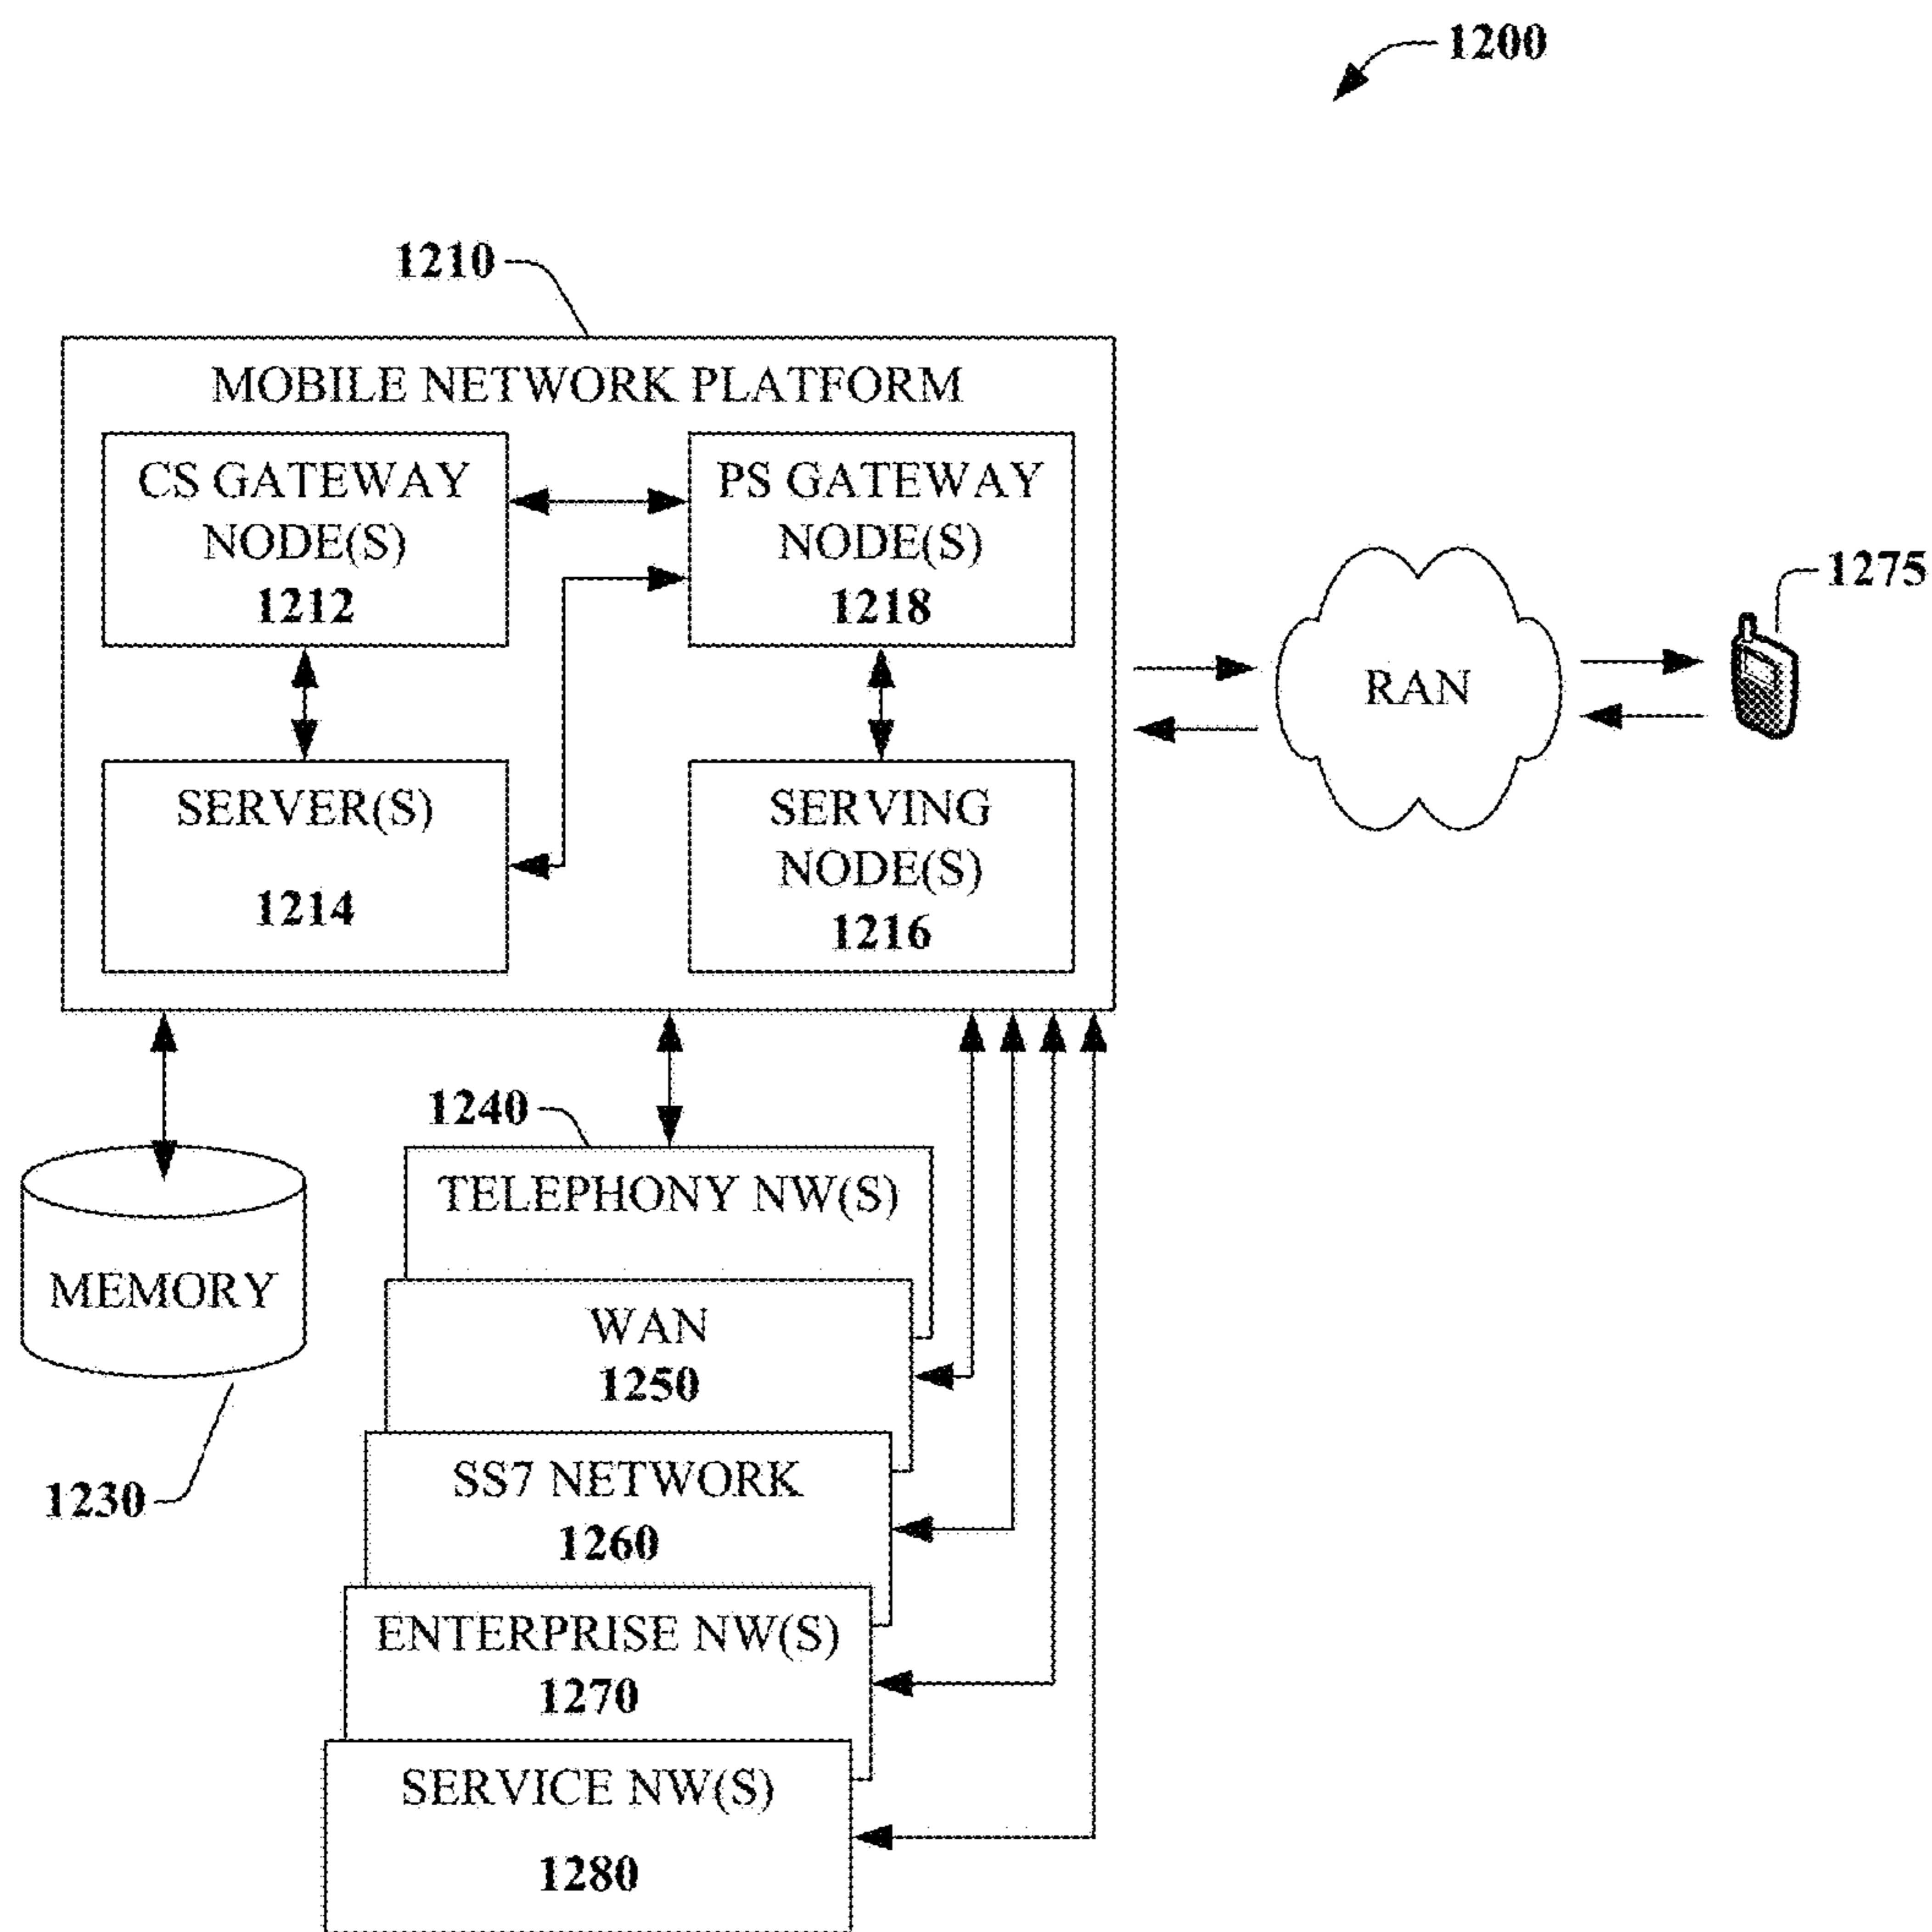 1200
1210
MOBILE NETWORK PLATFORM
CS GATEWAY
NODE(S)
1212
PS GATEWAY
NODE(S)
1218
SERVER(S)
1214
SERVING
NODE(S)
1216
RAN
1275
1240
TELEPHONY NW(S)
MEMORY
1230
WAN
1250
SS7 NETWORK
1260
ENTERPRISE NW(S)
1270
SERVICE NW(S)
1280